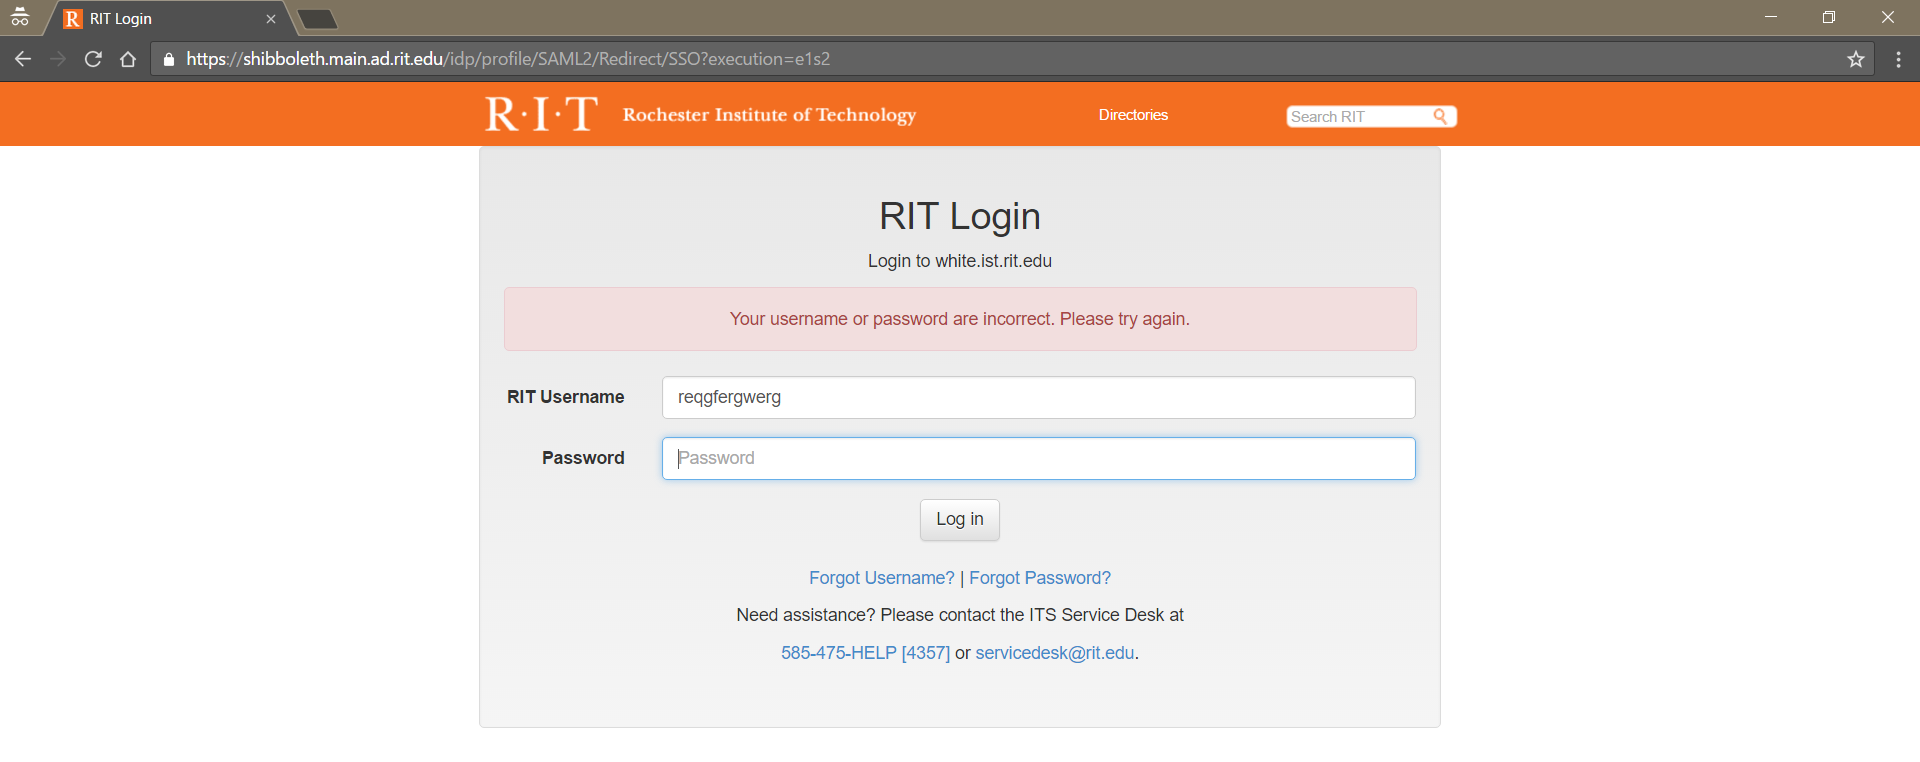 RIT Login
https://shibboleth.main.ad.rit.edu/idp/profile/SAML2/Redirect/SSO?execution=e1s2
R·I·T Rochester Institute of Technology Directories Search RIT
RIT Login
Login to white.ist.rit.edu
Your username or password are incorrect. Please try again.
RIT Username reqgfergwerg
Password Password
Log in
Forgot Username? | Forgot Password?
Need assistance? Please contact the ITS Service Desk at
585-475-HELP [4357] or servicedesk@rit.edu.